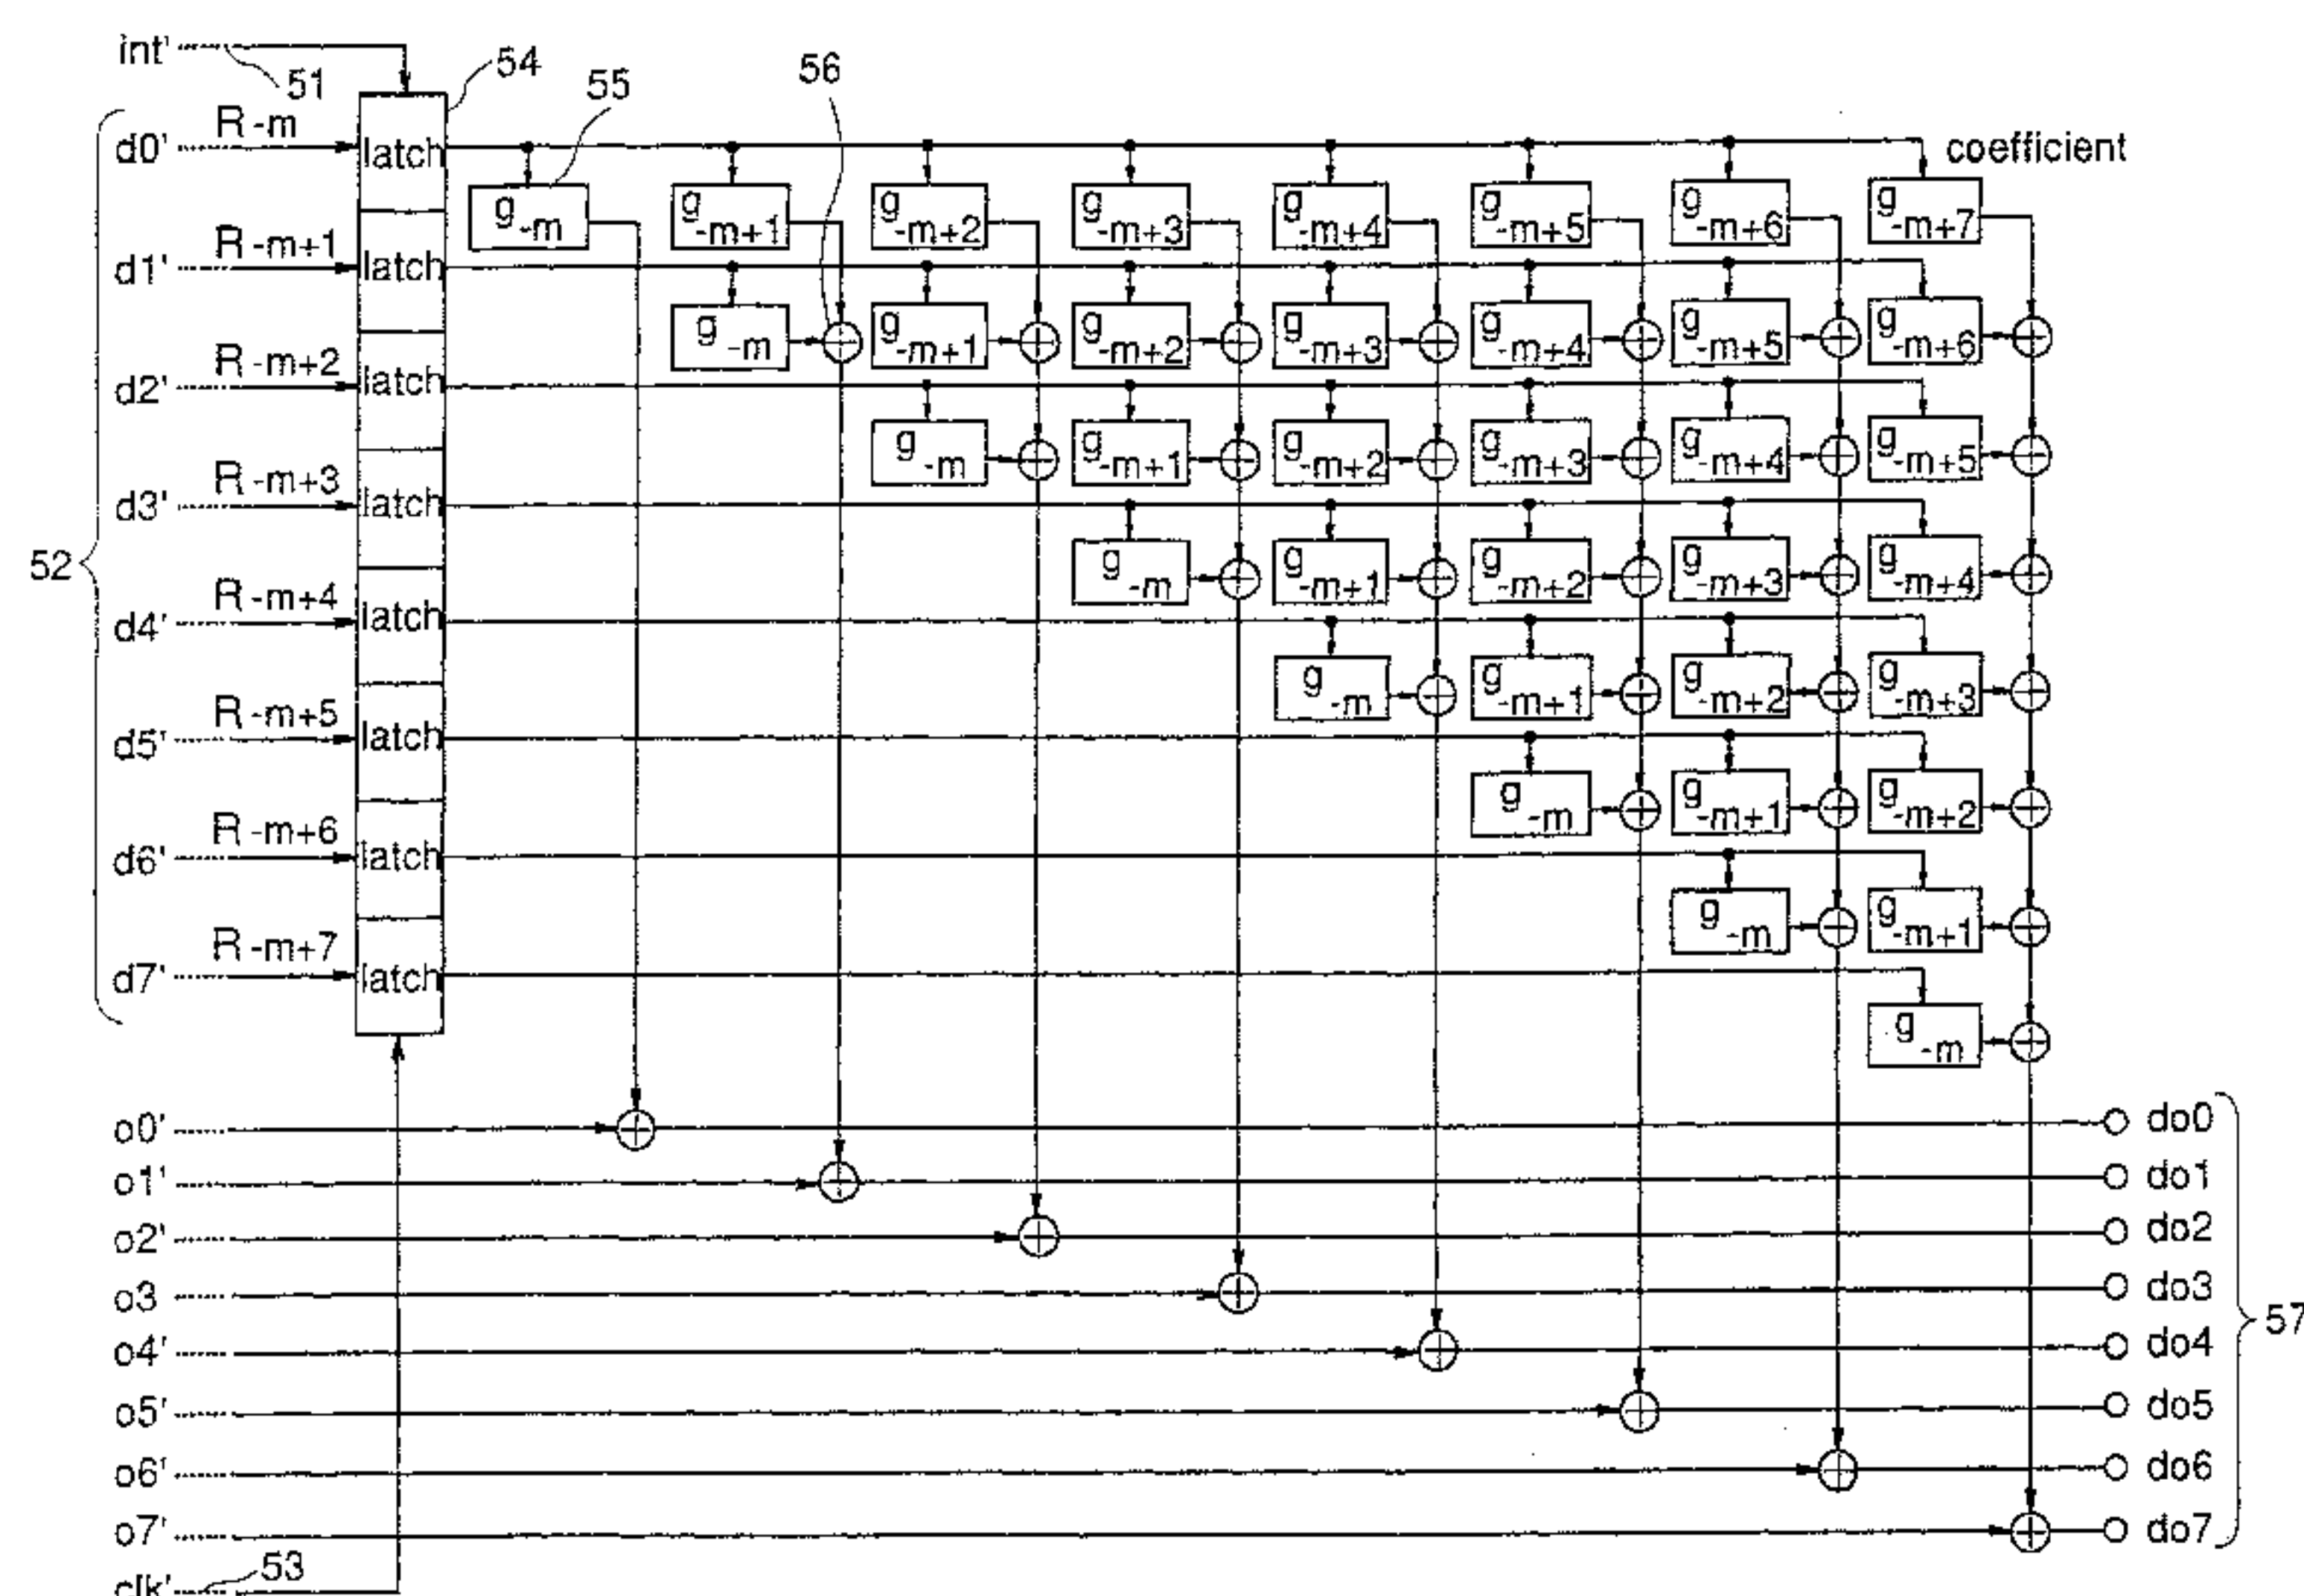 int' 51 54 55 56
d0' R -m latch coefficient
g -m g -m+1 g -m+2 g -m+3 g -m+4 g -m+5 g -m+6 g -m+7
d1' R -m+1 latch
g -m g -m+1 g -m+2 g -m+3 g -m+4 g -m+5 g -m+6
d2' R -m+2 latch
g -m g -m+1 g -m+2 g -m+3 g -m+4 g -m+5
d3' R -m+3 latch
52
g -m g -m+1 g -m+2 g -m+3 g -m+4
d4' R -m+4 latch
g -m g -m+1 g -m+2 g -m+3
d5' R -m+5 latch
g -m g -m+1 g -m+2
d6' R -m+6 latch
g -m g -m+1
d7' R -m+7 latch
g -m
o0' do0
o1' do1
o2' do2
o3 do3
57
o4' do4
o5' do5
o6' do6
o7' do7
clk' 53